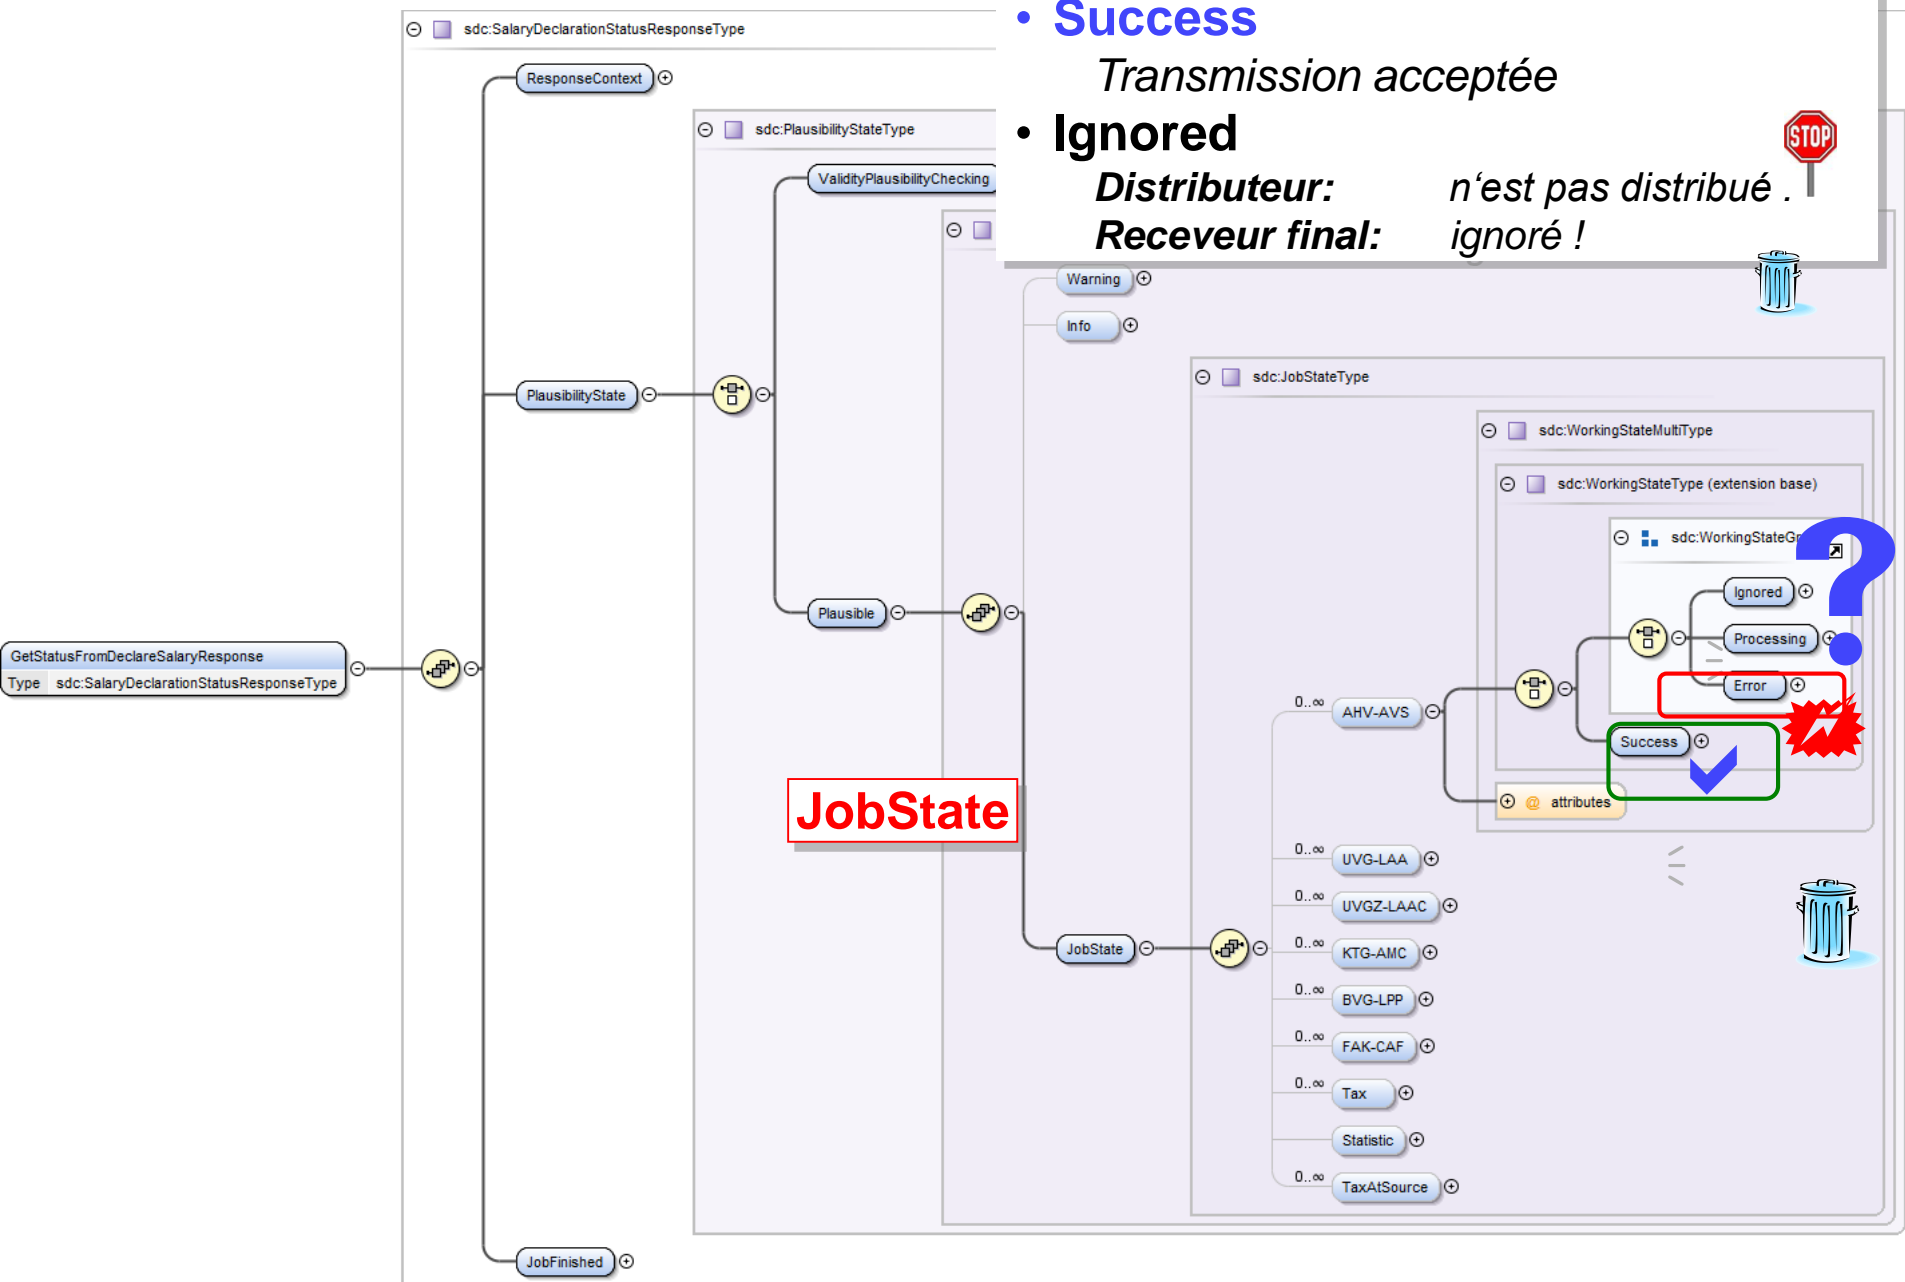 • Success
Transmission acceptée
• Ignored
Distributeur: n‘est pas distribué .
Receveur final: ignoré !
STOP
sdc:SalaryDeclarationStatusResponseType
ResponseContext
sdc:PlausibilityStateType
ValidityPlausibilityChecking
Warning
Info
sdc:JobStateType
PlausibilityState
sdc:WorkingStateMultiType
sdc:WorkingStateType (extension base)
sdc:WorkingStateGr
?
Ignored
Plausible
Processing
GetStatusFromDeclareSalaryResponse
Type sdc:SalaryDeclarationStatusResponseType
Error
0..∞ AHV-AVS
Success
@ attributes
JobState
0..∞ UVG-LAA
0..∞ UVGZ-LAAC
JobState
0..∞ KTG-AMC
0..∞ BVG-LPP
0..∞ FAK-CAF
0..∞ Tax
Statistic
0..∞ TaxAtSource
JobFinished